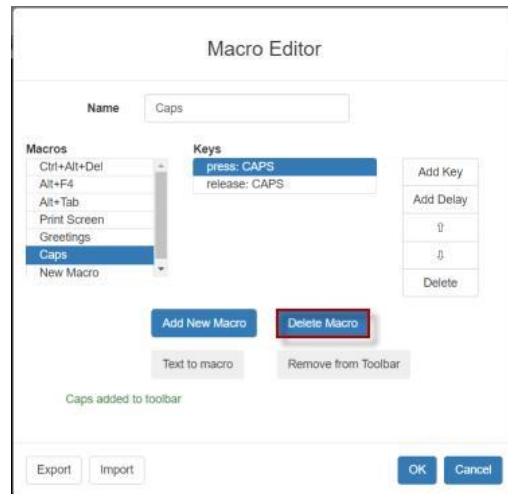 Macro Editor
Name Caps
Macros Keys
Ctrl+Alt+Del press: CAPS Add Key
Alt+F4 release: CAPS
Alt+Tab Add Delay
Print Screen ⇧
Greetings
Caps ⇩
New Macro Delete
Add New Macro Delete Macro
Text to macro Remove from Toolbar
Caps added to toolbar
Export Import OK Cancel